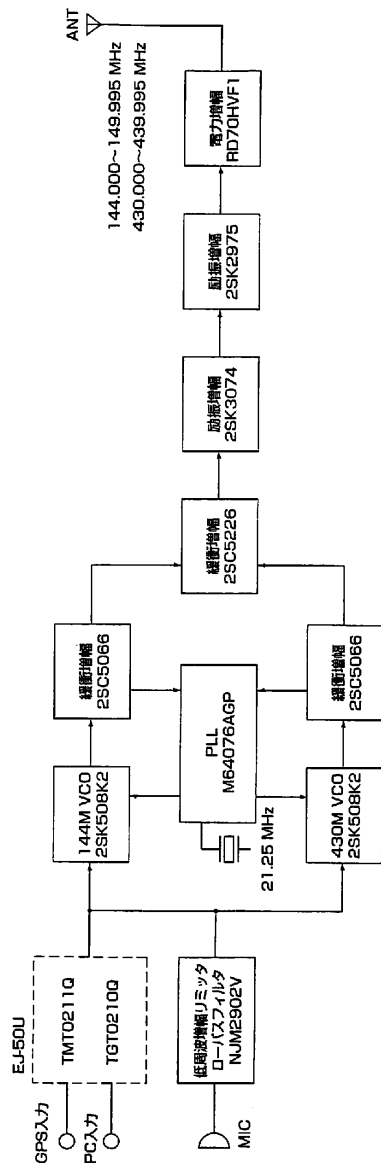 EJ-50U
GPS入力
PC入力
TMT0211Q
TGT0210Q
MIC
低周波増幅リミッタ
ローパスフィルタ
NJM2902V
144M VCO
2SK508K2
緩衝増幅
2SC5066
PLL
M64076AGP
21.25 MHz
430M VCO
2SK508K2
緩衝増幅
2SC5066
緩衝増幅
2SC5226
励振増幅
2SK3074
励振増幅
2SK2975
電力増幅
RD70HVF1
ANT
144.000～149.995 MHz
430.000～439.995 MHz